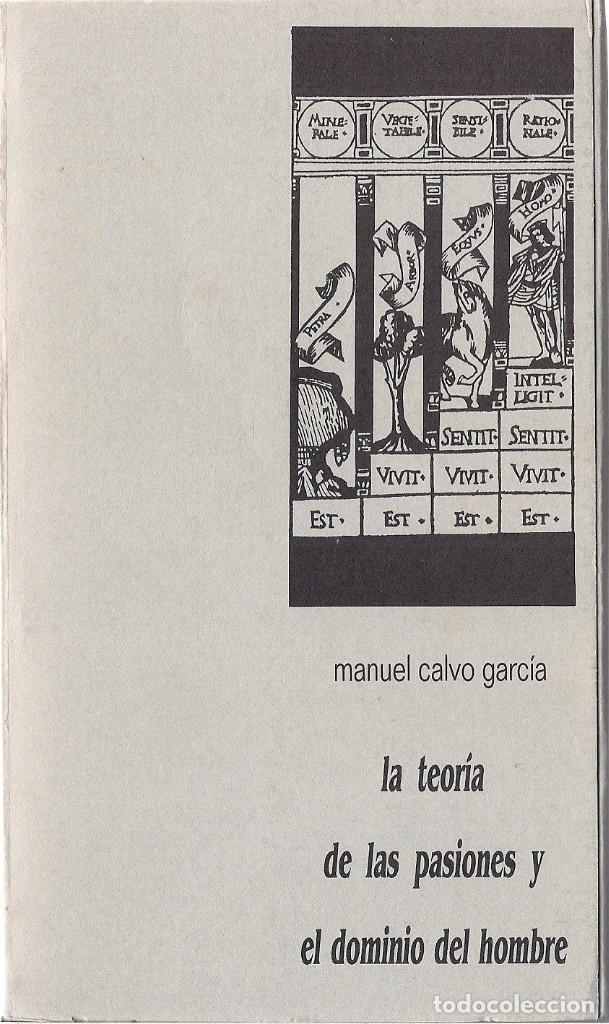 MINE=
RALE·
VEGE=
TABILE·
SENSI=
BILE·
RATIO=
NALE·
PETRA·
ARBOR·
EQVVS·
HOMO·
INTEL=
LIGIT·
SENTIT· SENTIT·
VIVIT· VIVIT· VIVIT·
EST· EST· EST· EST·
manuel calvo garcía
la teoría
de las pasiones y
el dominio del hombre
todocoleccion